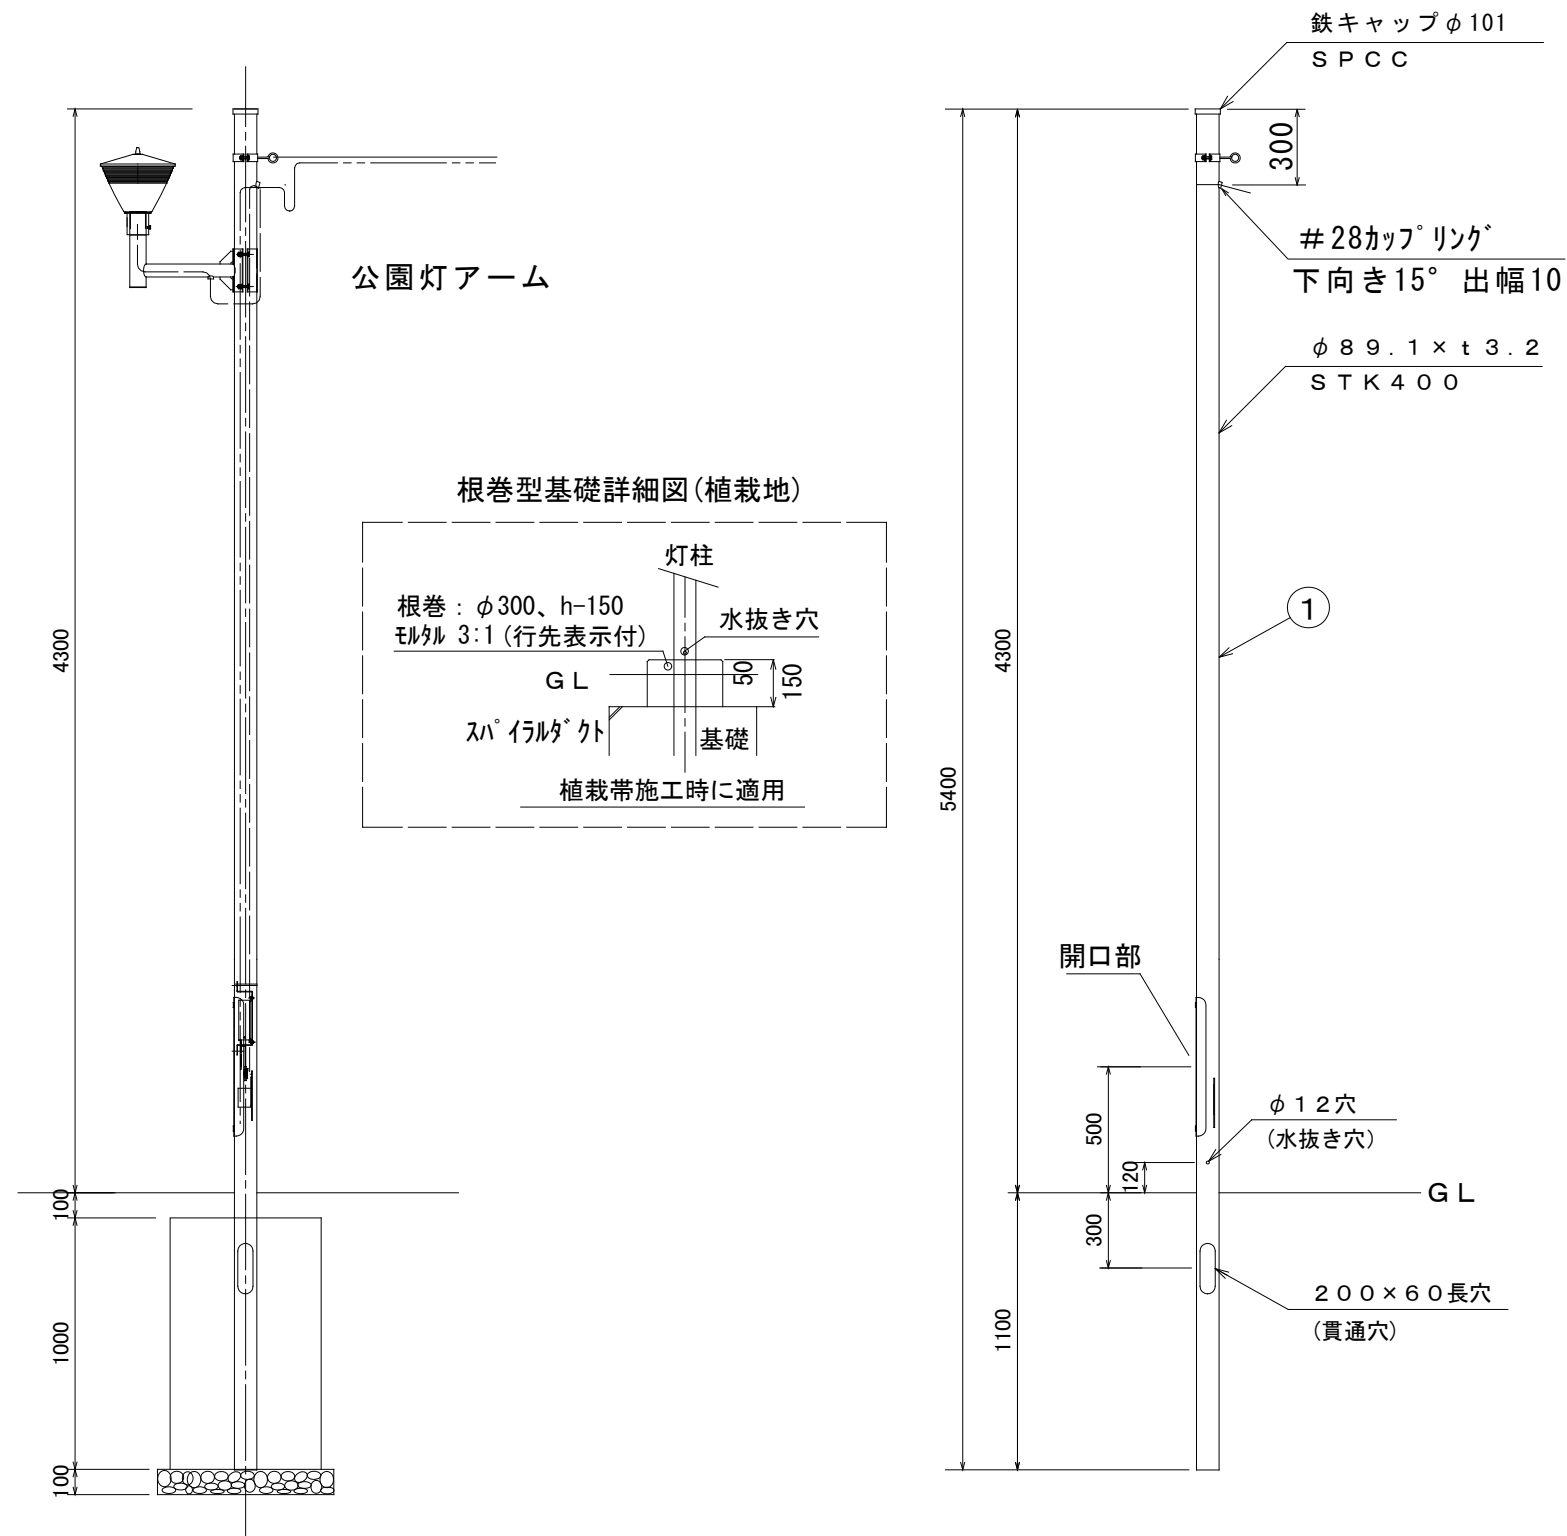 鉄キャップφ101
ＳＰＣＣ
300
#28ｶｯﾌﾟﾘﾝｸﾞ
下向き15° 出幅10
公園灯アーム
φ８９.１×ｔ３.２
ＳＴＫ４００
根巻型基礎詳細図(植栽地)
灯柱
根巻：φ300、h-150
ﾓﾙﾀﾙ 3:1(行先表示付)
水抜き穴
ＧＬ
50
150
ｽﾊﾟｲﾗﾙﾀﾞｸﾄ
基礎
植栽帯施工時に適用
4300
4300
①
5400
開口部
500
120
φ１２穴
(水抜き穴)
100
ＧＬ
300
２００×６０長穴
(貫通穴)
1000
1100
100